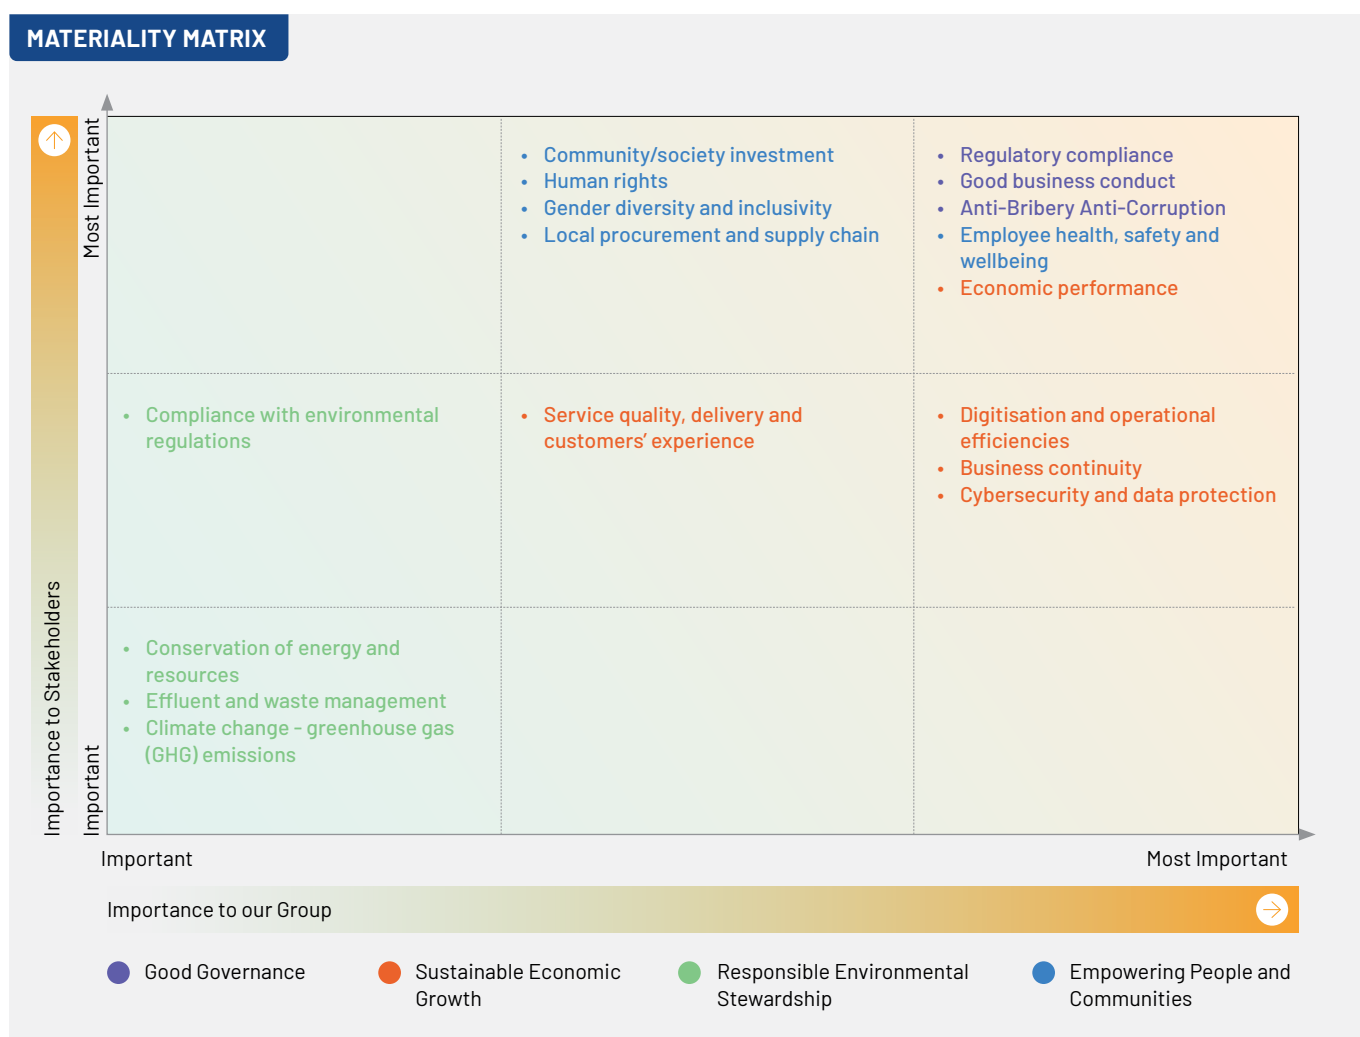 MATERIALITY MATRIX
Most Important
Importance to Stakeholders
Important
• Community/society investment
• Human rights
• Gender diversity and inclusivity
• Local procurement and supply chain
• Regulatory compliance
• Good business conduct
• Anti-Bribery Anti-Corruption
• Employee health, safety and
wellbeing
• Economic performance
• Compliance with environmental
regulations
• Service quality, delivery and
customers’ experience
• Digitisation and operational
efficiencies
• Business continuity
• Cybersecurity and data protection
• Conservation of energy and
resources
• Effluent and waste management
• Climate change - greenhouse gas
(GHG) emissions
Important
Most Important
Importance to our Group
Good Governance
Sustainable Economic
Growth
Responsible Environmental
Stewardship
Empowering People and
Communities